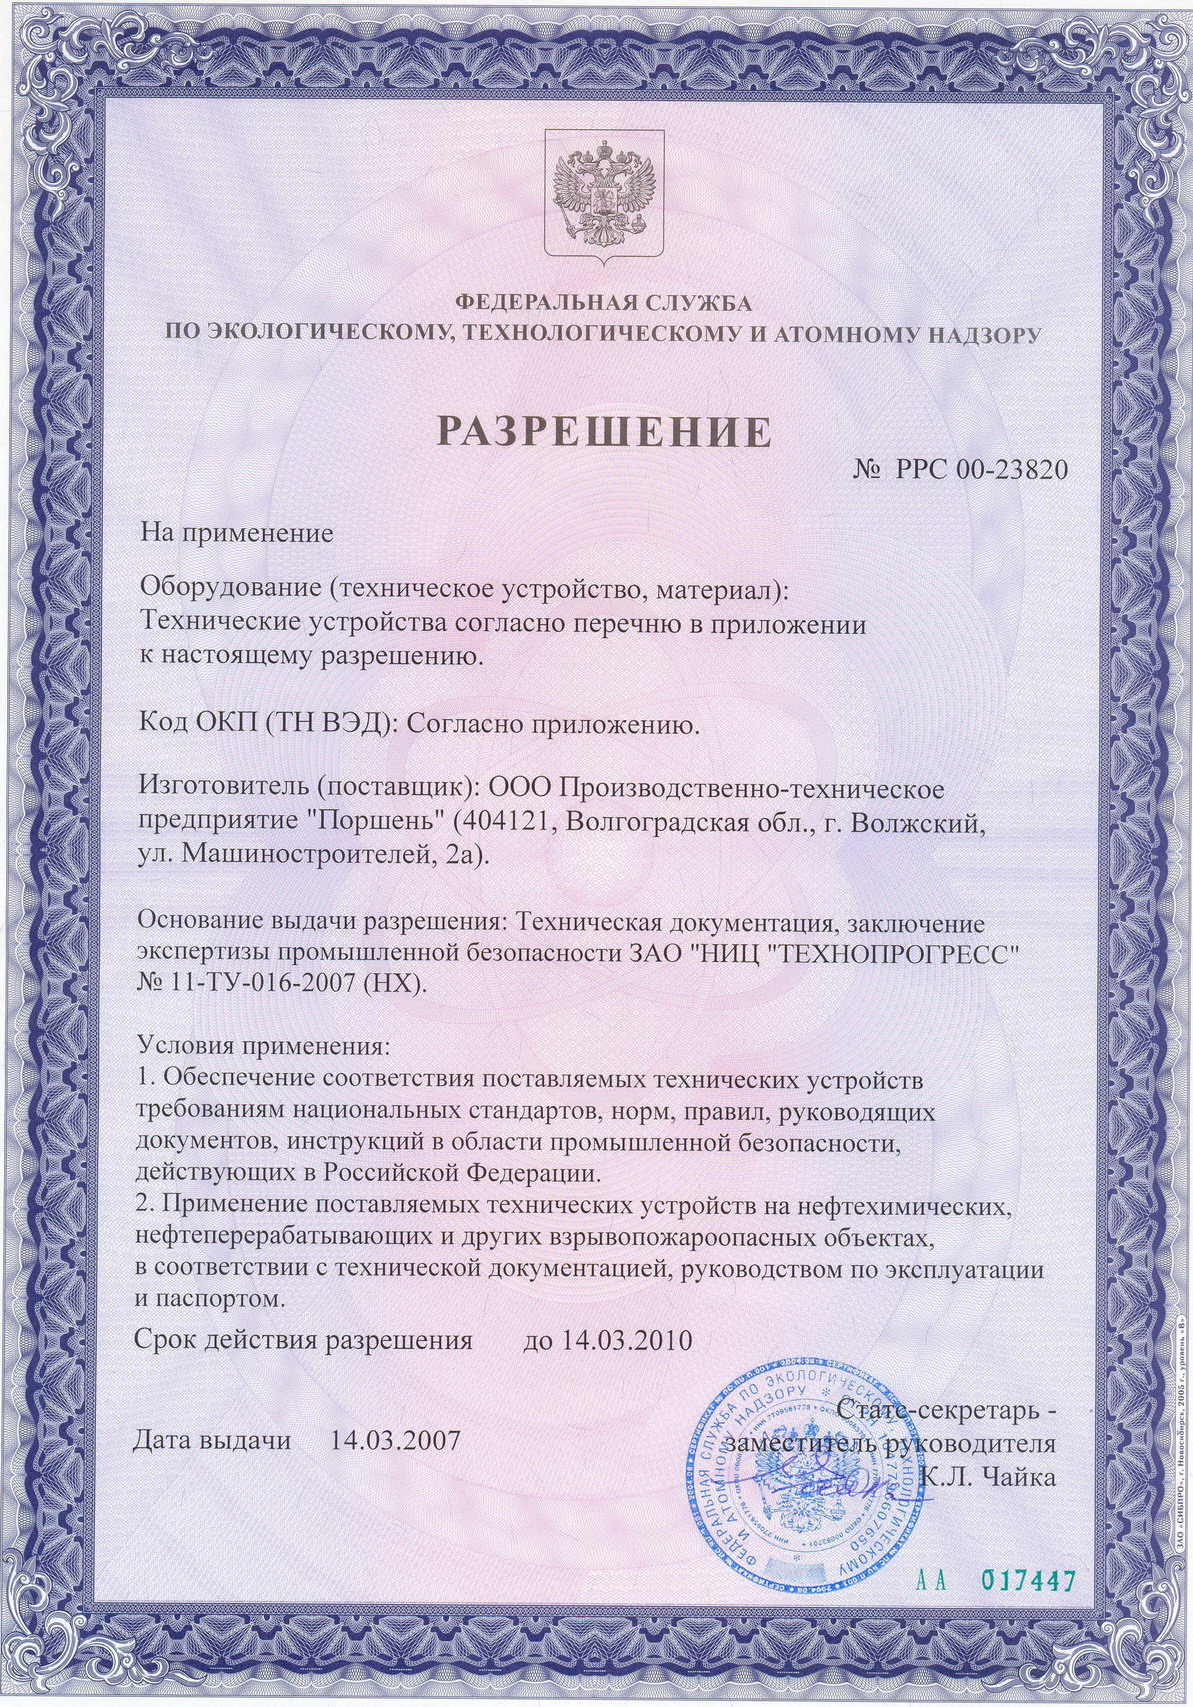 ФЕДЕРАЛЬНАЯ СЛУЖБА
ПО ЭКОЛОГИЧЕСКОМУ, ТЕХНОЛОГИЧЕСКОМУ И АТОМНОМУ НАДЗОРУ
РАЗРЕШЕНИЕ
№ РРС 00-23820
На применение
Оборудование (техническое устройство, материал):
Технические устройства согласно перечню в приложении
к настоящему разрешению.
Код ОКП (ТН ВЭД): Согласно приложению.
Изготовитель (поставщик): ООО Производственно-техническое
предприятие "Поршень" (404121, Волгоградская обл., г. Волжский,
ул. Машиностроителей, 2а).
Основание выдачи разрешения: Техническая документация, заключение
экспертизы промышленной безопасности ЗАО "НИЦ "ТЕХНОПРОГРЕСС"
№ 11-ТУ-016-2007 (НХ).
Условия применения:
1. Обеспечение соответствия поставляемых технических устройств
требованиям национальных стандартов, норм, правил, руководящих
документов, инструкций в области промышленной безопасности,
действующих в Российской Федерации.
2. Применение поставляемых технических устройств на нефтехимических,
нефтеперерабатывающих и других взрывопожароопасных объектах,
в соответствии с технической документацией, руководством по эксплуатации
и паспортом.
Срок действия разрешения до 14.03.2010
Дата выдачи 14.03.2007
Статс-секретарь -
заместитель руководителя
К.Л. Чайка
ФЕДЕРАЛЬНАЯ СЛУЖБА ПО ЭКОЛОГИЧЕСКОМУ, ТЕХНОЛОГИЧЕСКОМУ
И АТОМНОМУ НАДЗОРУ
АА 017447
ЗАО «СИБПРО», г. Новосибирск, 2005 г., уровень «В»